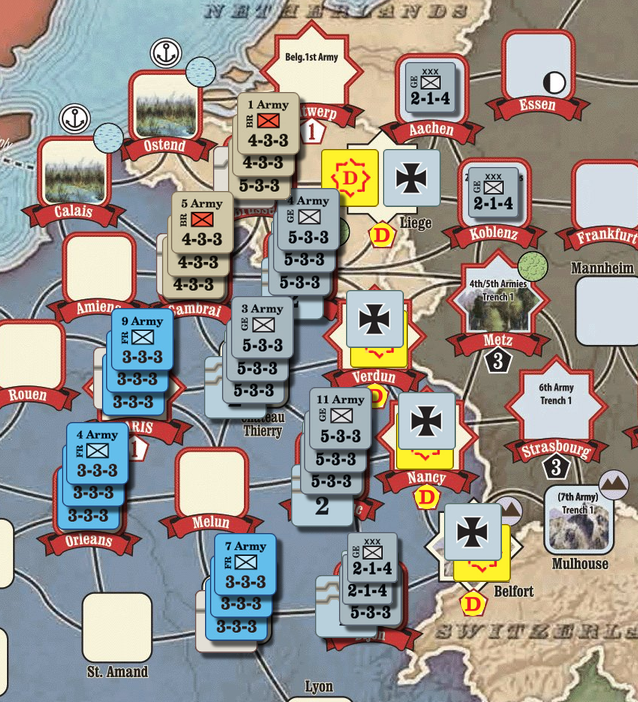 NETHERLANDS
Belg.1st Army
1
Essen
GE
xxx
2-1-4
Aachen
Ostend
1 Army
BR
4-3-3
4-3-3
5-3-3
D
Liege
D
GE
xxx
2-1-4
Koblenz
Frankfurt
Calais
5 Army
BR
4-3-3
4-3-3
4-3-3
GE
5-3-3
5-3-3
5-3-3
Mannheim
4th/5th Armies
Trench 1
Metz
3
Amiens
9 Army
FR
3-3-3
3-3-3
3-3-3
3 Army
GE
5-3-3
5-3-3
5-3-3
Verdun
Rouen
1
Thierry
6th Army
Trench 1
Strasbourg
3
4 Army
FR
3-3-3
3-3-3
3-3-3
Orleans
Melun
11 Army
GE
5-3-3
5-3-3
5-3-3
2
Nancy
D
(7th Army)
Trench 1
Mulhouse
7 Army
FR
3-3-3
3-3-3
3-3-3
GE
xxx
2-1-4
2-1-4
5-3-3
Belfort
D
St. Amand
SWITZERL
Lyon